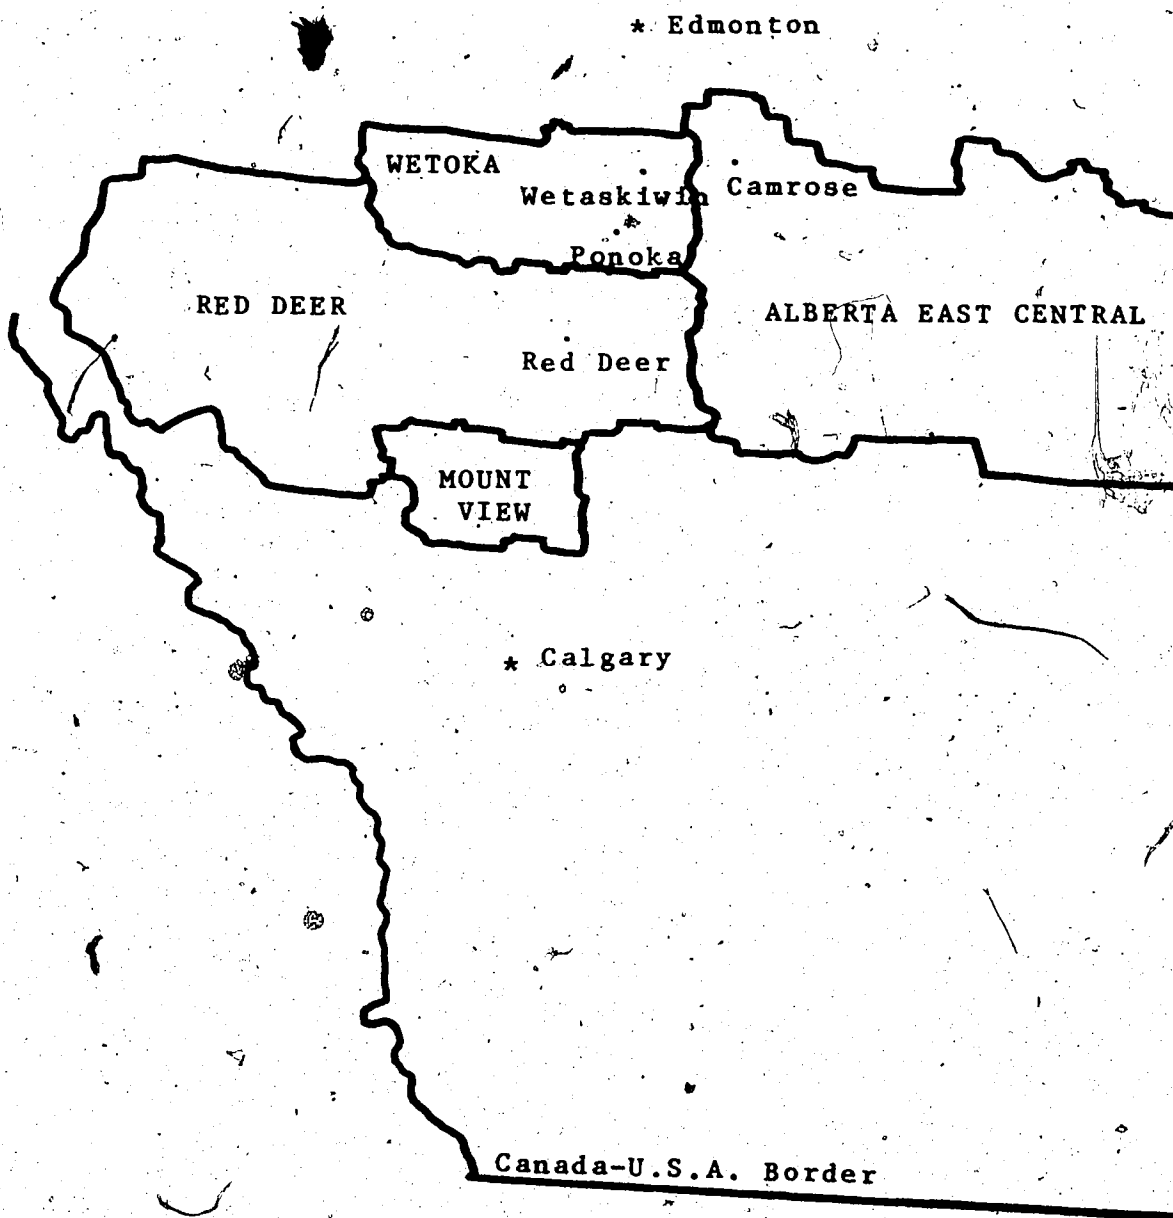 * Edmonton
WETOKA
Wetaskiwin
Camrose
Ponoka
RED DEER
ALBERTA EAST CENTRAL
Red Deer
MOUNT
VIEW
* Calgary
Canada-U.S.A. Border